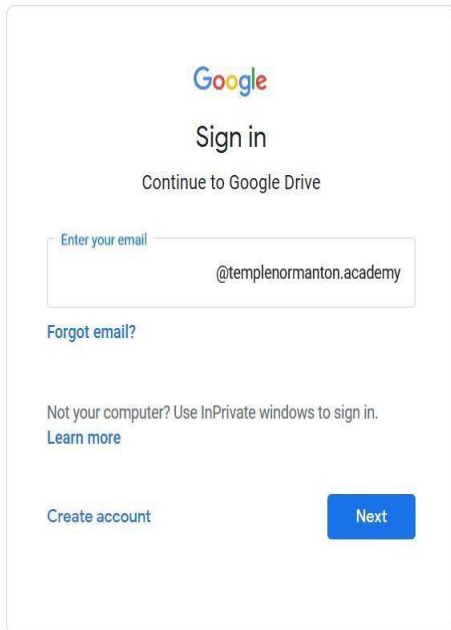 Google
Sign in
Continue to Google Drive
Enter your email
@templenormanton.academy
Forgot email?
Not your computer? Use InPrivate windows to sign in.
Learn more
Create account Next